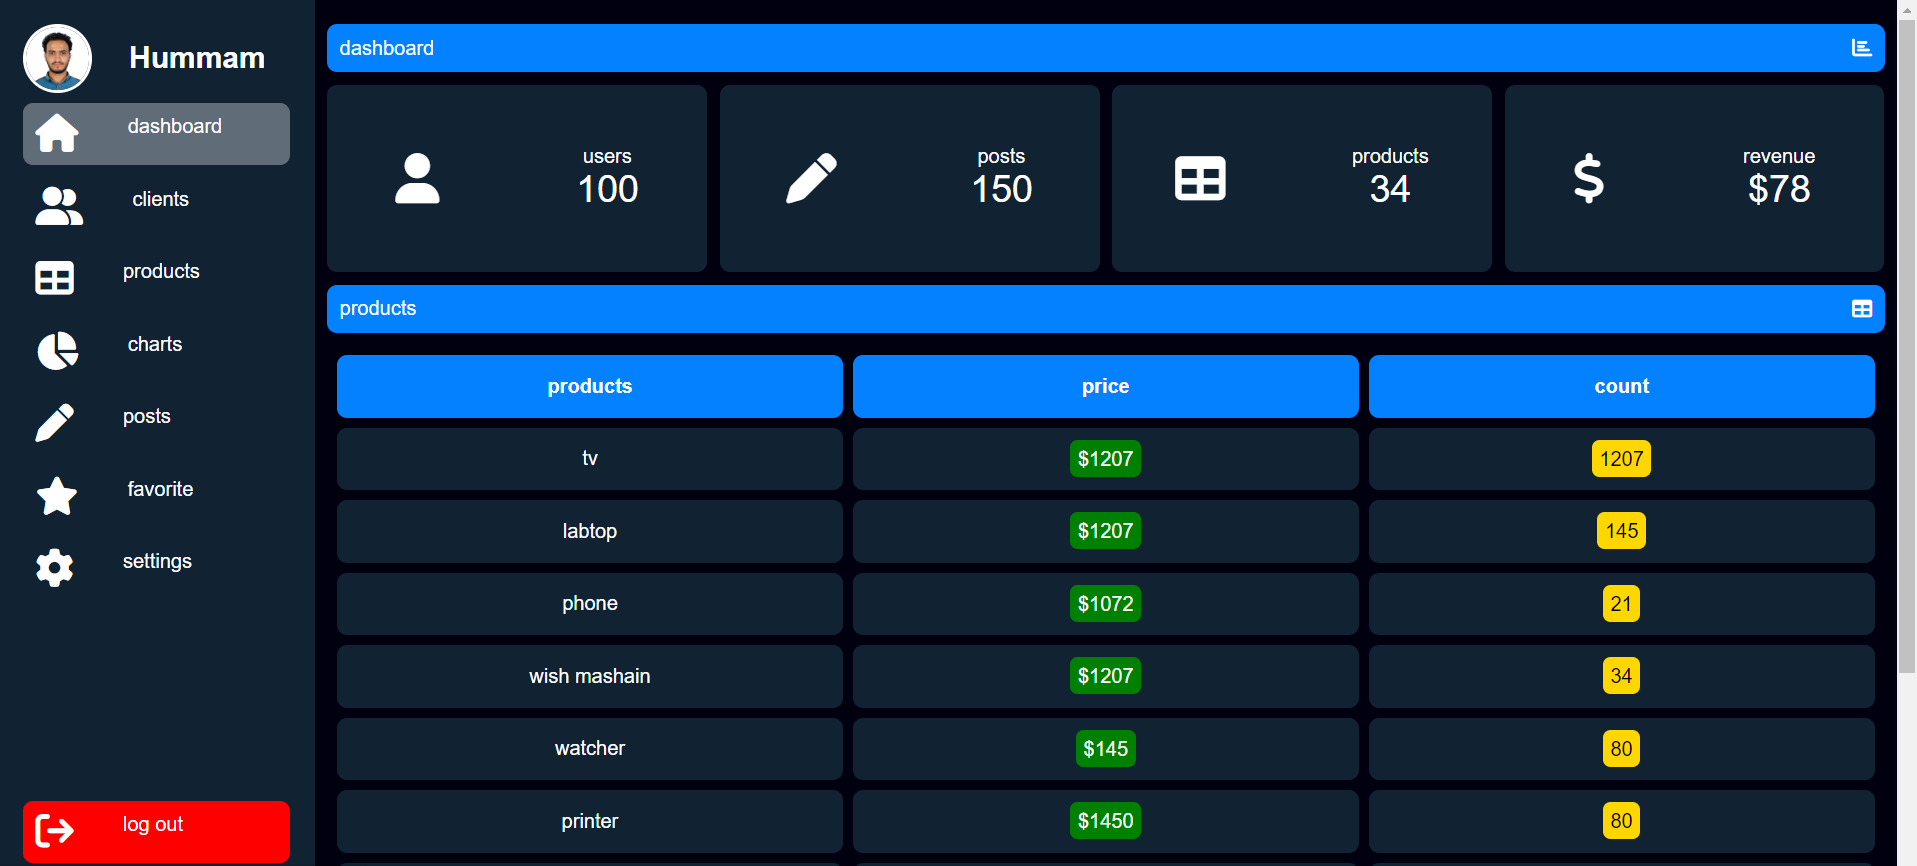 Hummam
dashboard
clients
products
charts
posts
favorite
settings
log out
dashboard
users
100
posts
150
products
34
revenue
$78
products
products price count
tv $1207 1207
labtop $1207 145
phone $1072 21
wish mashain $1207 34
watcher $145 80
printer $1450 80